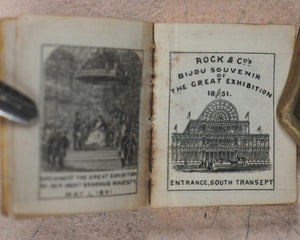 OPENING OF THE GREAT EXHIBITION
BY HER MOST GRACIOUS MAJESTY
MAY 1, 1851
ROCK & Co's
BIJOU SOUVENIR
OF
THE GREAT EXHIBITION
1851.
ENTRANCE, SOUTH TRANSEPT